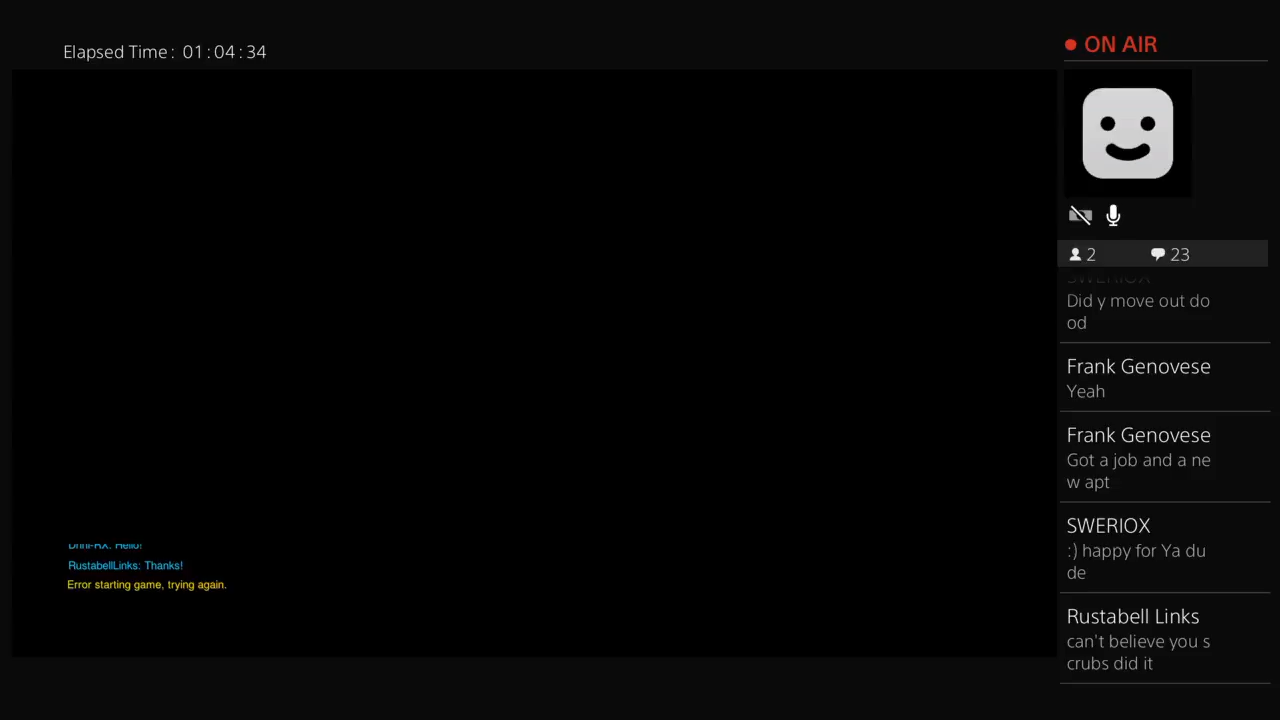 Elapsed Time: 01:04:34
ON AIR
2 23
SWERIOX
Did y move out do
od
Frank Genovese
Yeah
Frank Genovese
Got a job and a ne
w apt
SWERIOX
:) happy for Ya du
de
Rustabell Links
can't believe you s
crubs did it
Hello!
RustabellLinks: Thanks!
Error starting game, trying again.